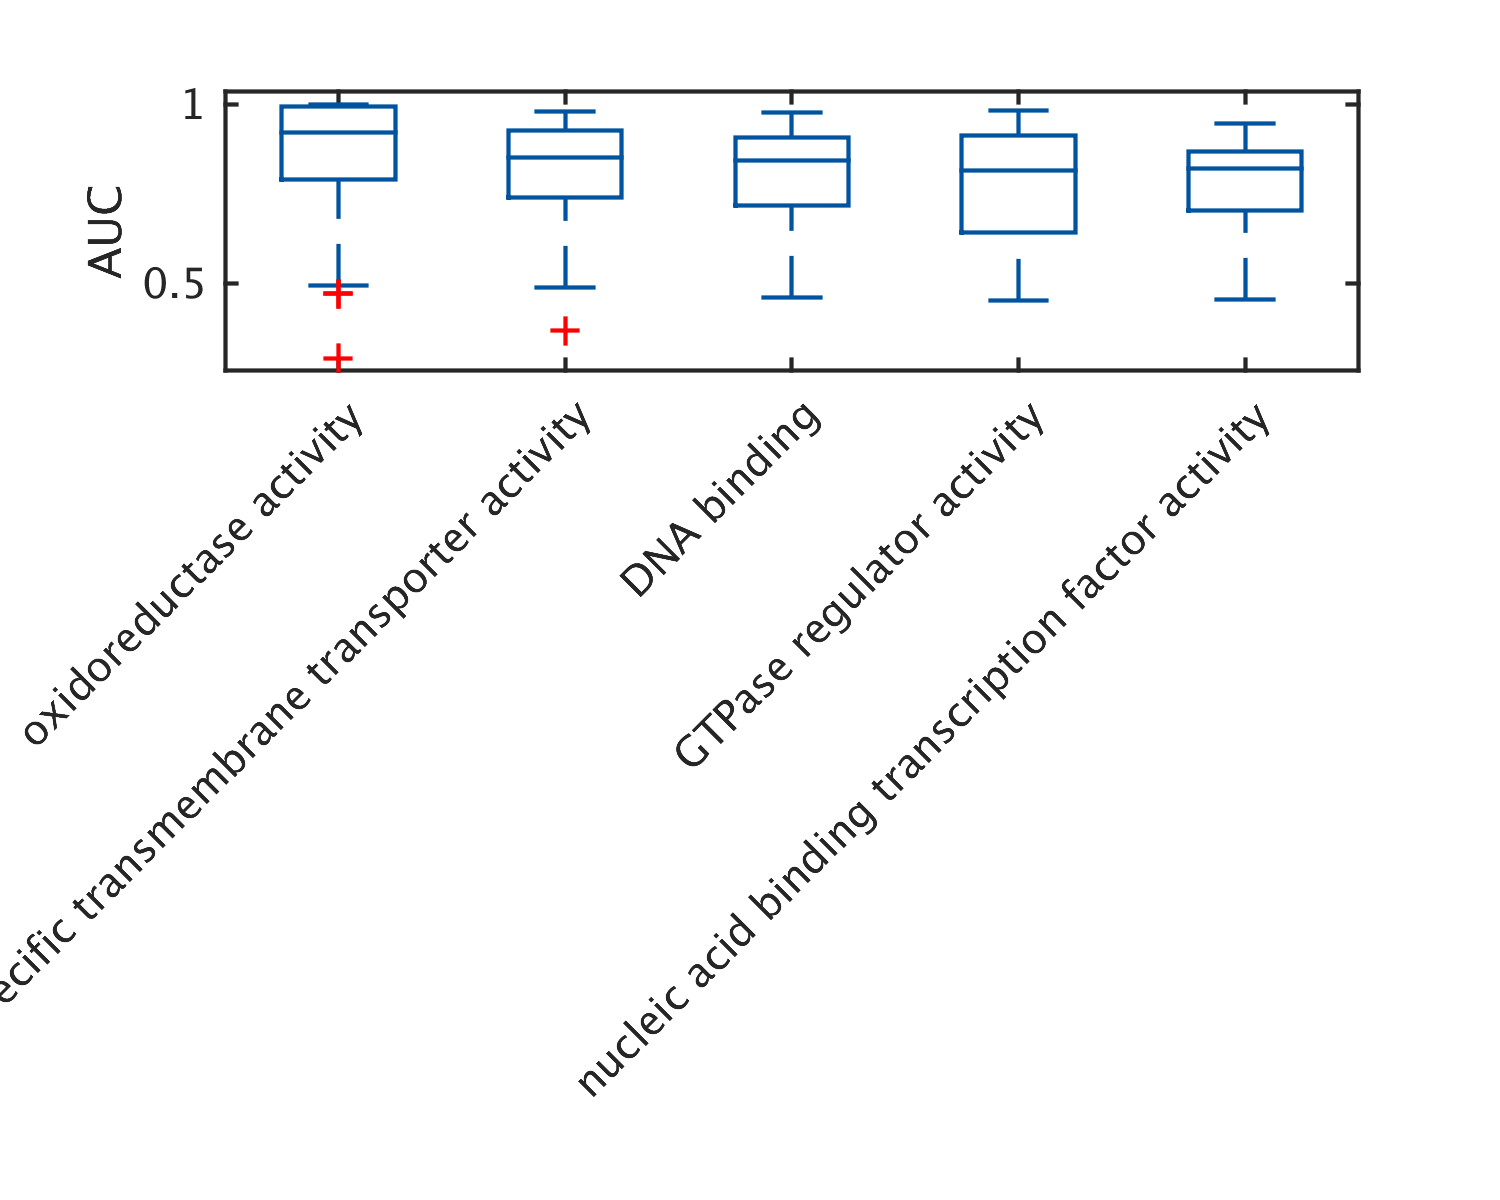 1
0.5
AUC
oxidoreductase activity
transmembrane transporter activity
DNA binding
GTPase regulator activity
nucleic acid binding transcription factor activity